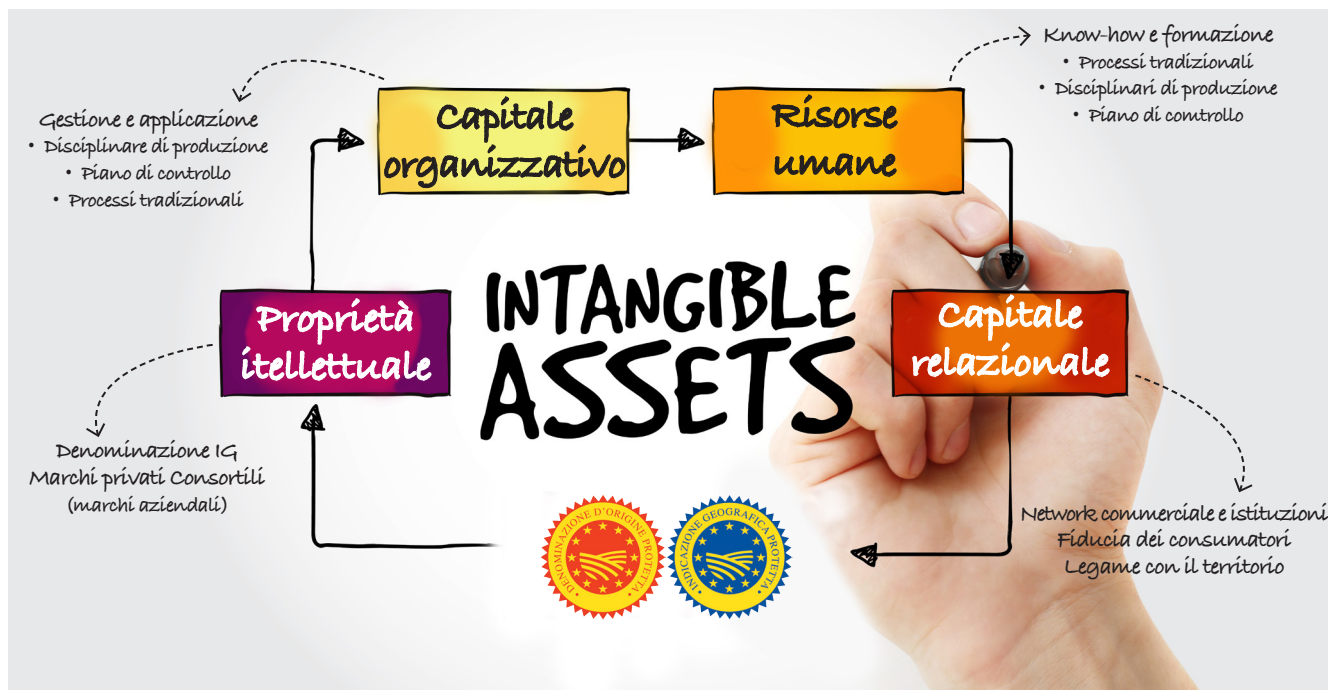 Know-how e formazione
• Processi tradizionali
• Disciplinari di produzione
• Piano di comtrollo
Capitale
organizzativo
Risorse
umane
Gestione e applicazione
• Disciplinare di produzione
• Piano di controllo
• Processi tradizionali
INTANGIBLE
ASSETS
Proprietà
itellettuale
Capitale
relazionale
Denominazione IG
Marchi privati Consortili
(marchi aziendali)
Network commerciale e istituzioni
Fiducia dei consumatori
Legame con il territorio
DENOMINAZIONE D'ORIGINE PROTETTA
INDICAZIONE GEOGRAFICA PROTETTA